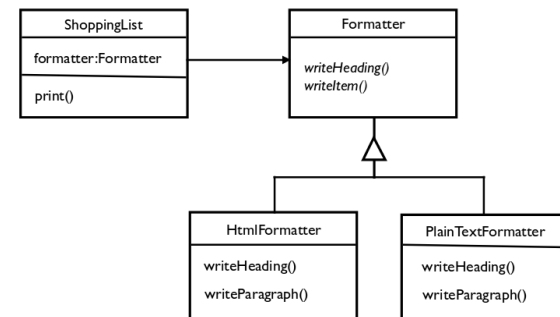 ShoppingList
formatter:Formatter
print()
Formatter
writeHeading()
writeItem()
HtmlFormatter
writeHeading()
writeParagraph()
PlainTextFormatter
writeHeading()
writeParagraph()